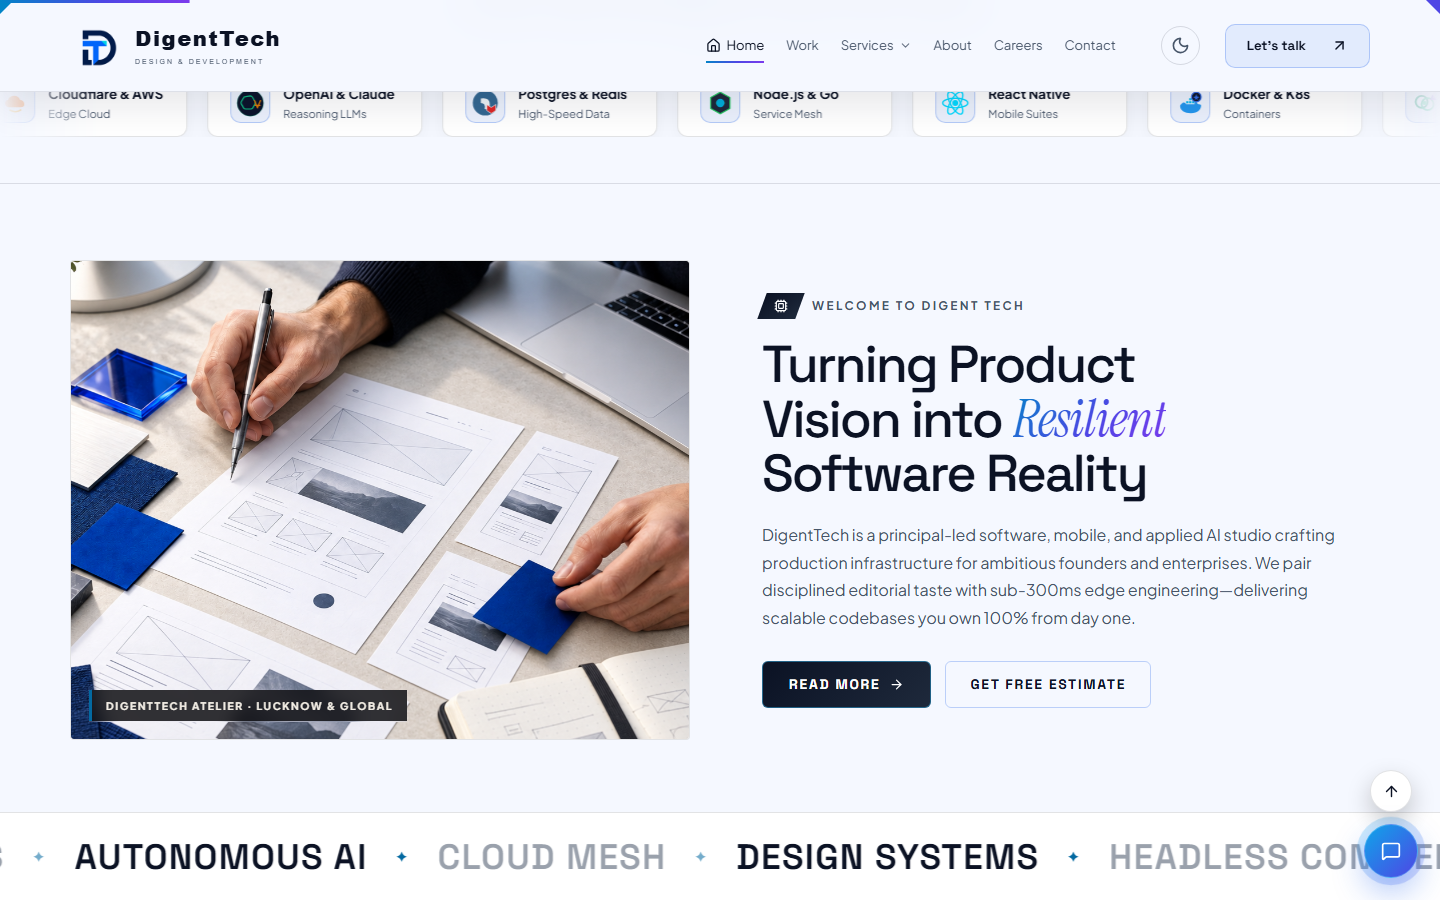 DigentTech
DESIGN & DEVELOPMENT
Home
Work
Services
About
Careers
Contact
Let's talk
Cloudflare & AWS
Edge Cloud
OpenAI & Claude
Reasoning LLMs
Postgres & Redis
High-Speed Data
Node.js & Go
Service Mesh
React Native
Mobile Suites
Docker & K8s
Containers
WELCOME TO DIGENT TECH
Turning Product
Vision into Resilient
Software Reality
DigentTech is a principal-led software, mobile, and applied AI studio crafting
production infrastructure for ambitious founders and enterprises. We pair
disciplined editorial taste with sub-300ms edge engineering—delivering
scalable codebases you own 100% from day one.
READ MORE
GET FREE ESTIMATE
DIGENTTECH ATELIER · LUCKNOW & GLOBAL
AUTONOMOUS AI
CLOUD MESH
DESIGN SYSTEMS
HEADLESS